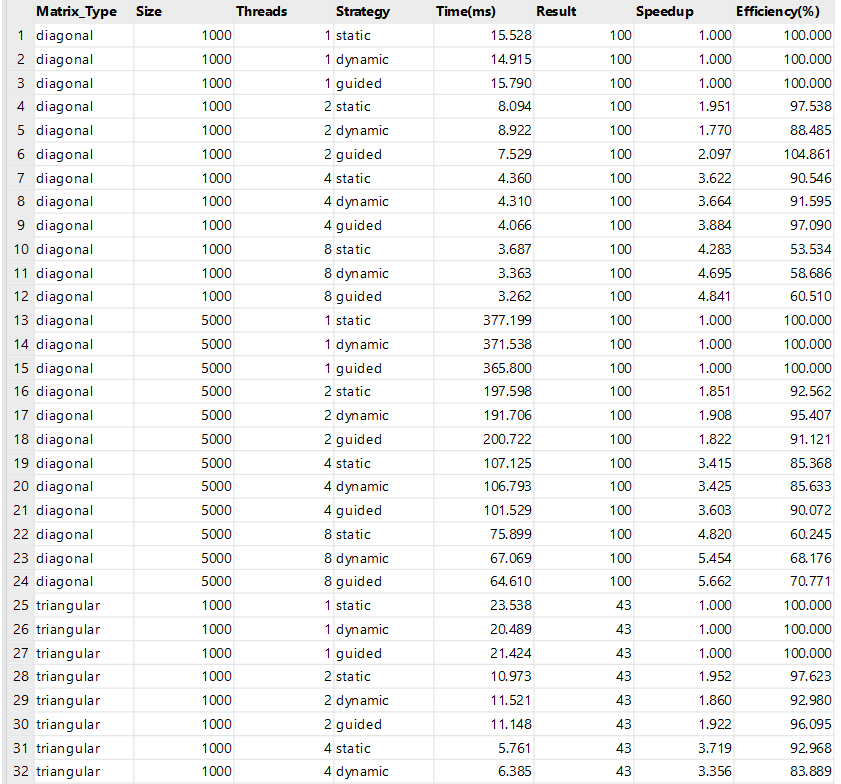 Matrix_Type Size Threads Strategy Time(ms) Result Speedup Efficiency(%)
1 diagonal 1000 1 static 15.528 100 1.000 100.000
2 diagonal 1000 1 dynamic 14.915 100 1.000 100.000
3 diagonal 1000 1 guided 15.790 100 1.000 100.000
4 diagonal 1000 2 static 8.094 100 1.951 97.538
5 diagonal 1000 2 dynamic 8.922 100 1.770 88.485
6 diagonal 1000 2 guided 7.529 100 2.097 104.861
7 diagonal 1000 4 static 4.360 100 3.622 90.546
8 diagonal 1000 4 dynamic 4.310 100 3.664 91.595
9 diagonal 1000 4 guided 4.066 100 3.884 97.090
10 diagonal 1000 8 static 3.687 100 4.283 53.534
11 diagonal 1000 8 dynamic 3.363 100 4.695 58.686
12 diagonal 1000 8 guided 3.262 100 4.841 60.510
13 diagonal 5000 1 static 377.199 100 1.000 100.000
14 diagonal 5000 1 dynamic 371.538 100 1.000 100.000
15 diagonal 5000 1 guided 365.800 100 1.000 100.000
16 diagonal 5000 2 static 197.598 100 1.851 92.562
17 diagonal 5000 2 dynamic 191.706 100 1.908 95.407
18 diagonal 5000 2 guided 200.722 100 1.822 91.121
19 diagonal 5000 4 static 107.125 100 3.415 85.368
20 diagonal 5000 4 dynamic 106.793 100 3.425 85.633
21 diagonal 5000 4 guided 101.529 100 3.603 90.072
22 diagonal 5000 8 static 75.899 100 4.820 60.245
23 diagonal 5000 8 dynamic 67.069 100 5.454 68.176
24 diagonal 5000 8 guided 64.610 100 5.662 70.771
25 triangular 1000 1 static 23.538 43 1.000 100.000
26 triangular 1000 1 dynamic 20.489 43 1.000 100.000
27 triangular 1000 1 guided 21.424 43 1.000 100.000
28 triangular 1000 2 static 10.973 43 1.952 97.623
29 triangular 1000 2 dynamic 11.521 43 1.860 92.980
30 triangular 1000 2 guided 11.148 43 1.922 96.095
31 triangular 1000 4 static 5.761 43 3.719 92.968
32 triangular 1000 4 dynamic 6.385 43 3.356 83.889